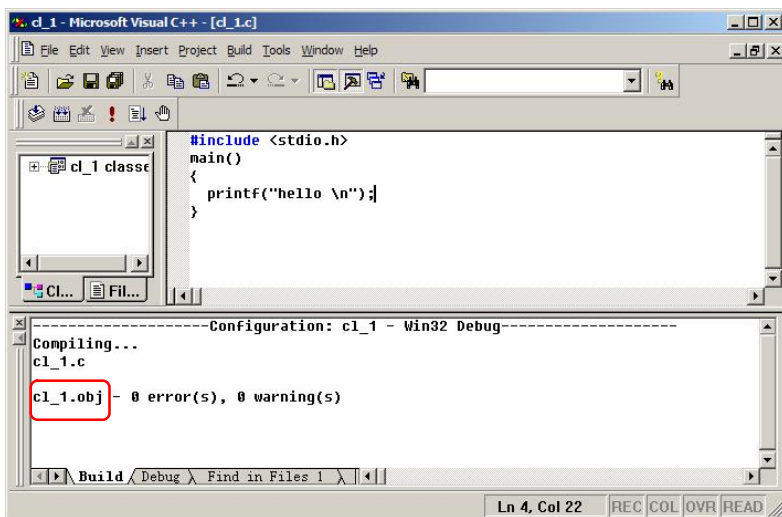 cl_1 - Microsoft Visual C++ - [cl_1.c]
File Edit View Insert Project Build Tools Window Help
cl_1 classe
#include <stdio.h>
main()
{
printf("hello \n");
}
Cl... Fil...
--------------------Configuration: cl_1 - Win32 Debug--------------------
Compiling...
cl_1.c
cl_1.obj - 0 error(s), 0 warning(s)
Build Debug Find in Files 1
Ln 4, Col 22 REC COL OVR READ